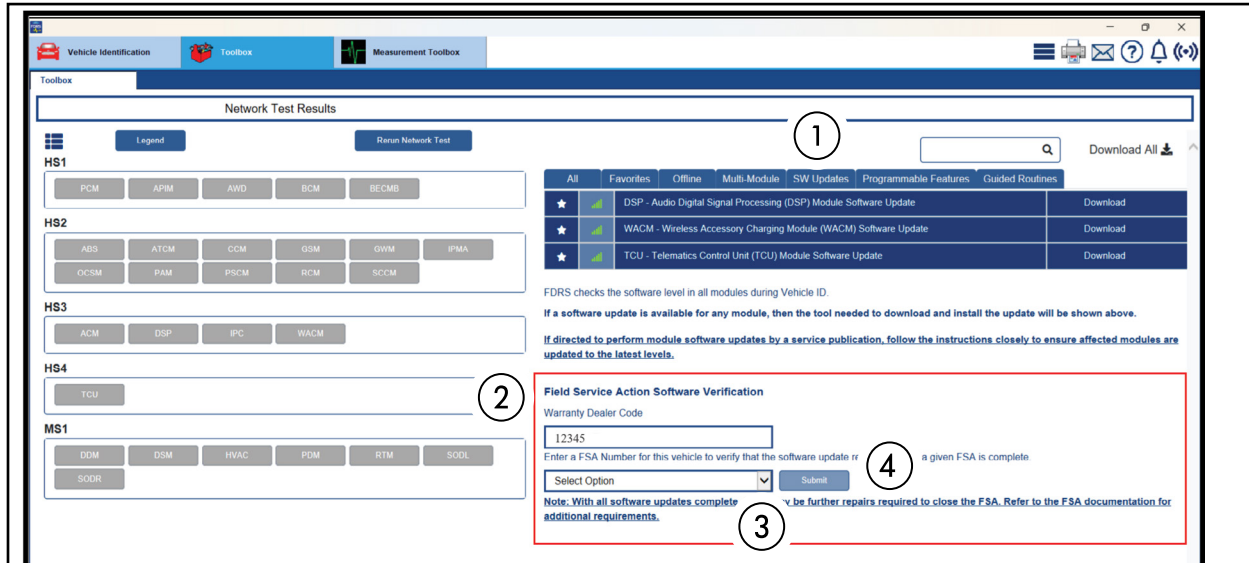 Vehicle Identification
Toolbox
Measurement Toolbox
Toolbox
Network Test Results
Legend
Rerun Network Test
1
Download All
HS1
PCM APIM AWD BCM BECMB
HS2
ABS ATCM CCM GSM GWM IPMA
OCSM PAM PSCM RCM SCCM
HS3
ACM DSP IPC WACM
HS4
TCU
MS1
DDM DSM HVAC PDM RTM SODL
SODR
All Favorites Offline Multi-Module SW Updates Programmable Features Guided Routines
DSP - Audio Digital Signal Processing (DSP) Module Software Update Download
WACM - Wireless Accessory Charging Module (WACM) Software Update Download
TCU - Telematics Control Unit (TCU) Module Software Update Download
FDRS checks the software level in all modules during Vehicle ID.
If a software update is available for any module, then the tool needed to download and install the update will be shown above.
If directed to perform module software updates by a service publication, follow the instructions closely to ensure affected modules are
updated to the latest levels.
2
Field Service Action Software Verification
Warranty Dealer Code
12345
Enter a FSA Number for this vehicle to verify that the software update a given FSA is complete.
4
Select Option Submit
Note: With all software updates complete be further repairs required to close the FSA. Refer to the FSA documentation for
additional requirements.
3